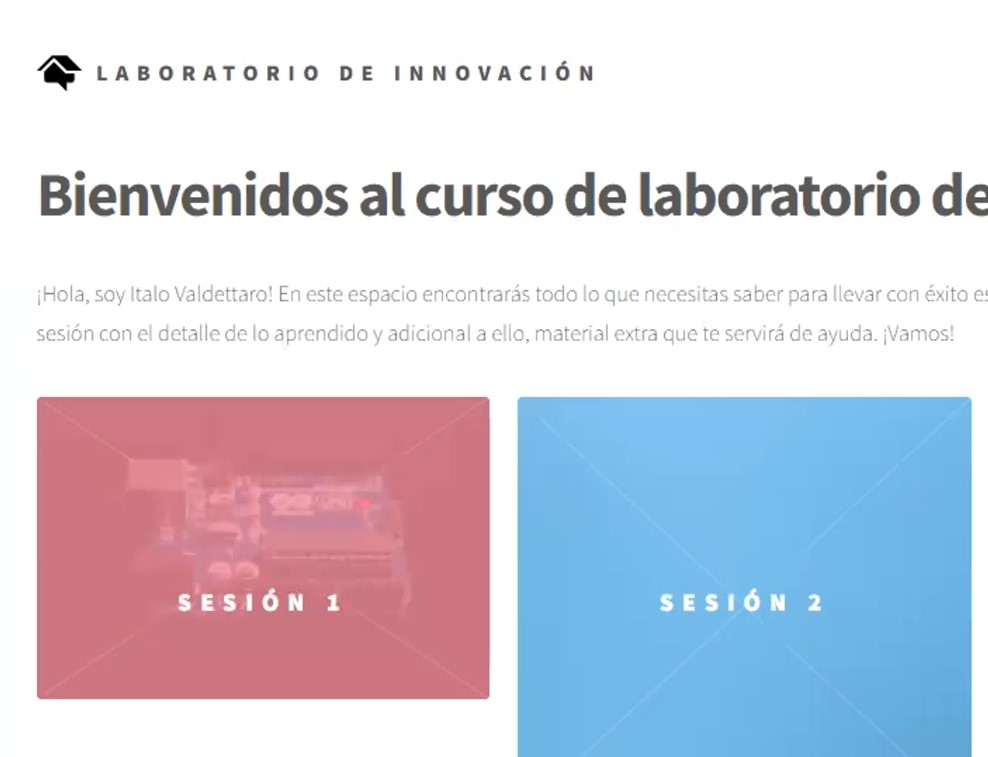 LABORATORIO DE INNOVACIÓN
Bienvenidos al curso de laboratorio de
¡Hola, soy Italo Valdettaro! En este espacio encontrarás todo lo que necesitas saber para llevar con éxito es
sesión con el detalle de lo aprendido y adicional a ello, material extra que te servirá de ayuda. ¡Vamos!
SESIÓN 1
SESIÓN 2